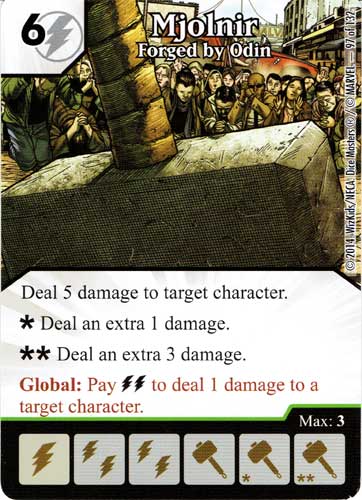 6
Mjolnir
Forged by Odin
Deal 5 damage to target character.
* Deal an extra 1 damage.
** Deal an extra 3 damage.
Global: Pay to deal 1 damage to a
target character.
Max: 3
*
**
© 2014 WizKids/NECA, Dice Masters ® / © MARVEL — 97 of 132